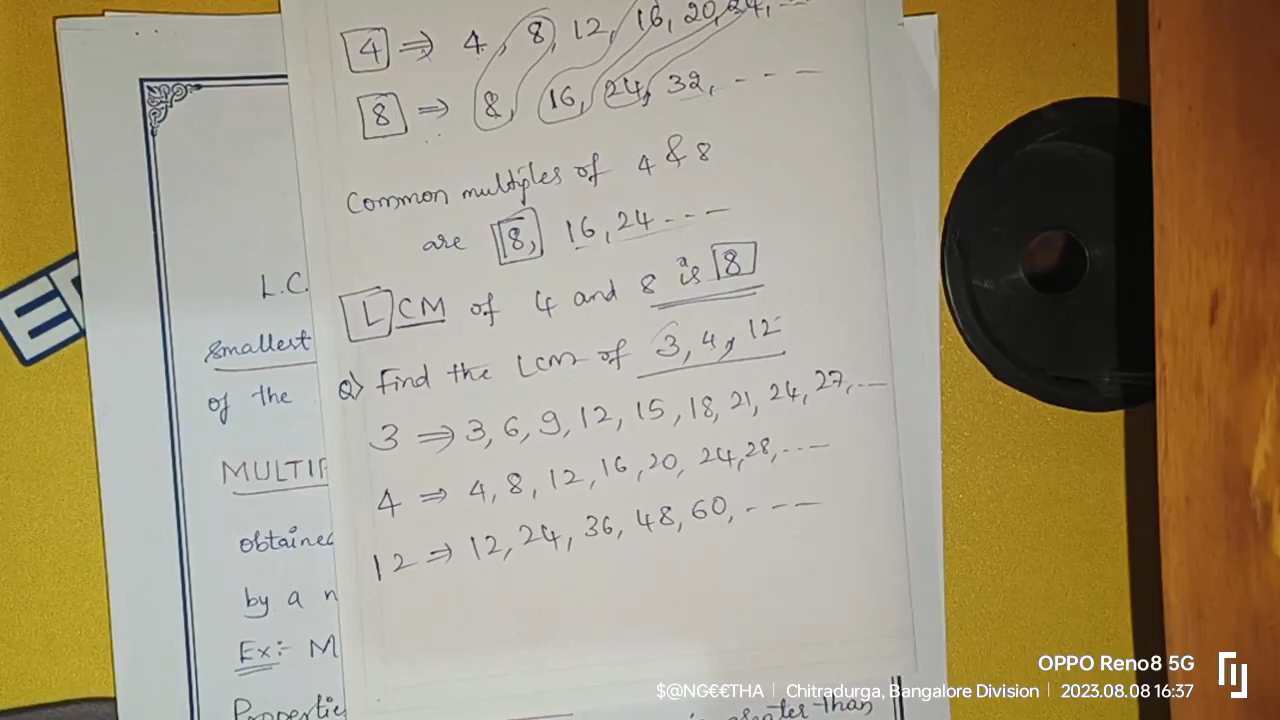 4 ⇒ 4, 8, 12, 16, 20, 24, ---
8 ⇒ 8, 16, 24, 32, - - -
Common multiples of 4 & 8
are 8, 16, 24 - - -
LCM of 4 and 8 is 8
Q) Find the LCM of 3, 4, 12
3 ⇒ 3, 6, 9, 12, 15, 18, 21, 24, 27, ---
4 ⇒ 4, 8, 12, 16, 20, 24, 28, ---
12 ⇒ 12, 24, 36, 48, 60, - - -
L.C.
smallest
of the
MULTIP
obtained
by a n
Ex:- M
Propertie
greater than
OPPO Reno8 5G
$@NG€€THA | Chitradurga, Bangalore Division | 2023.08.08 16:37